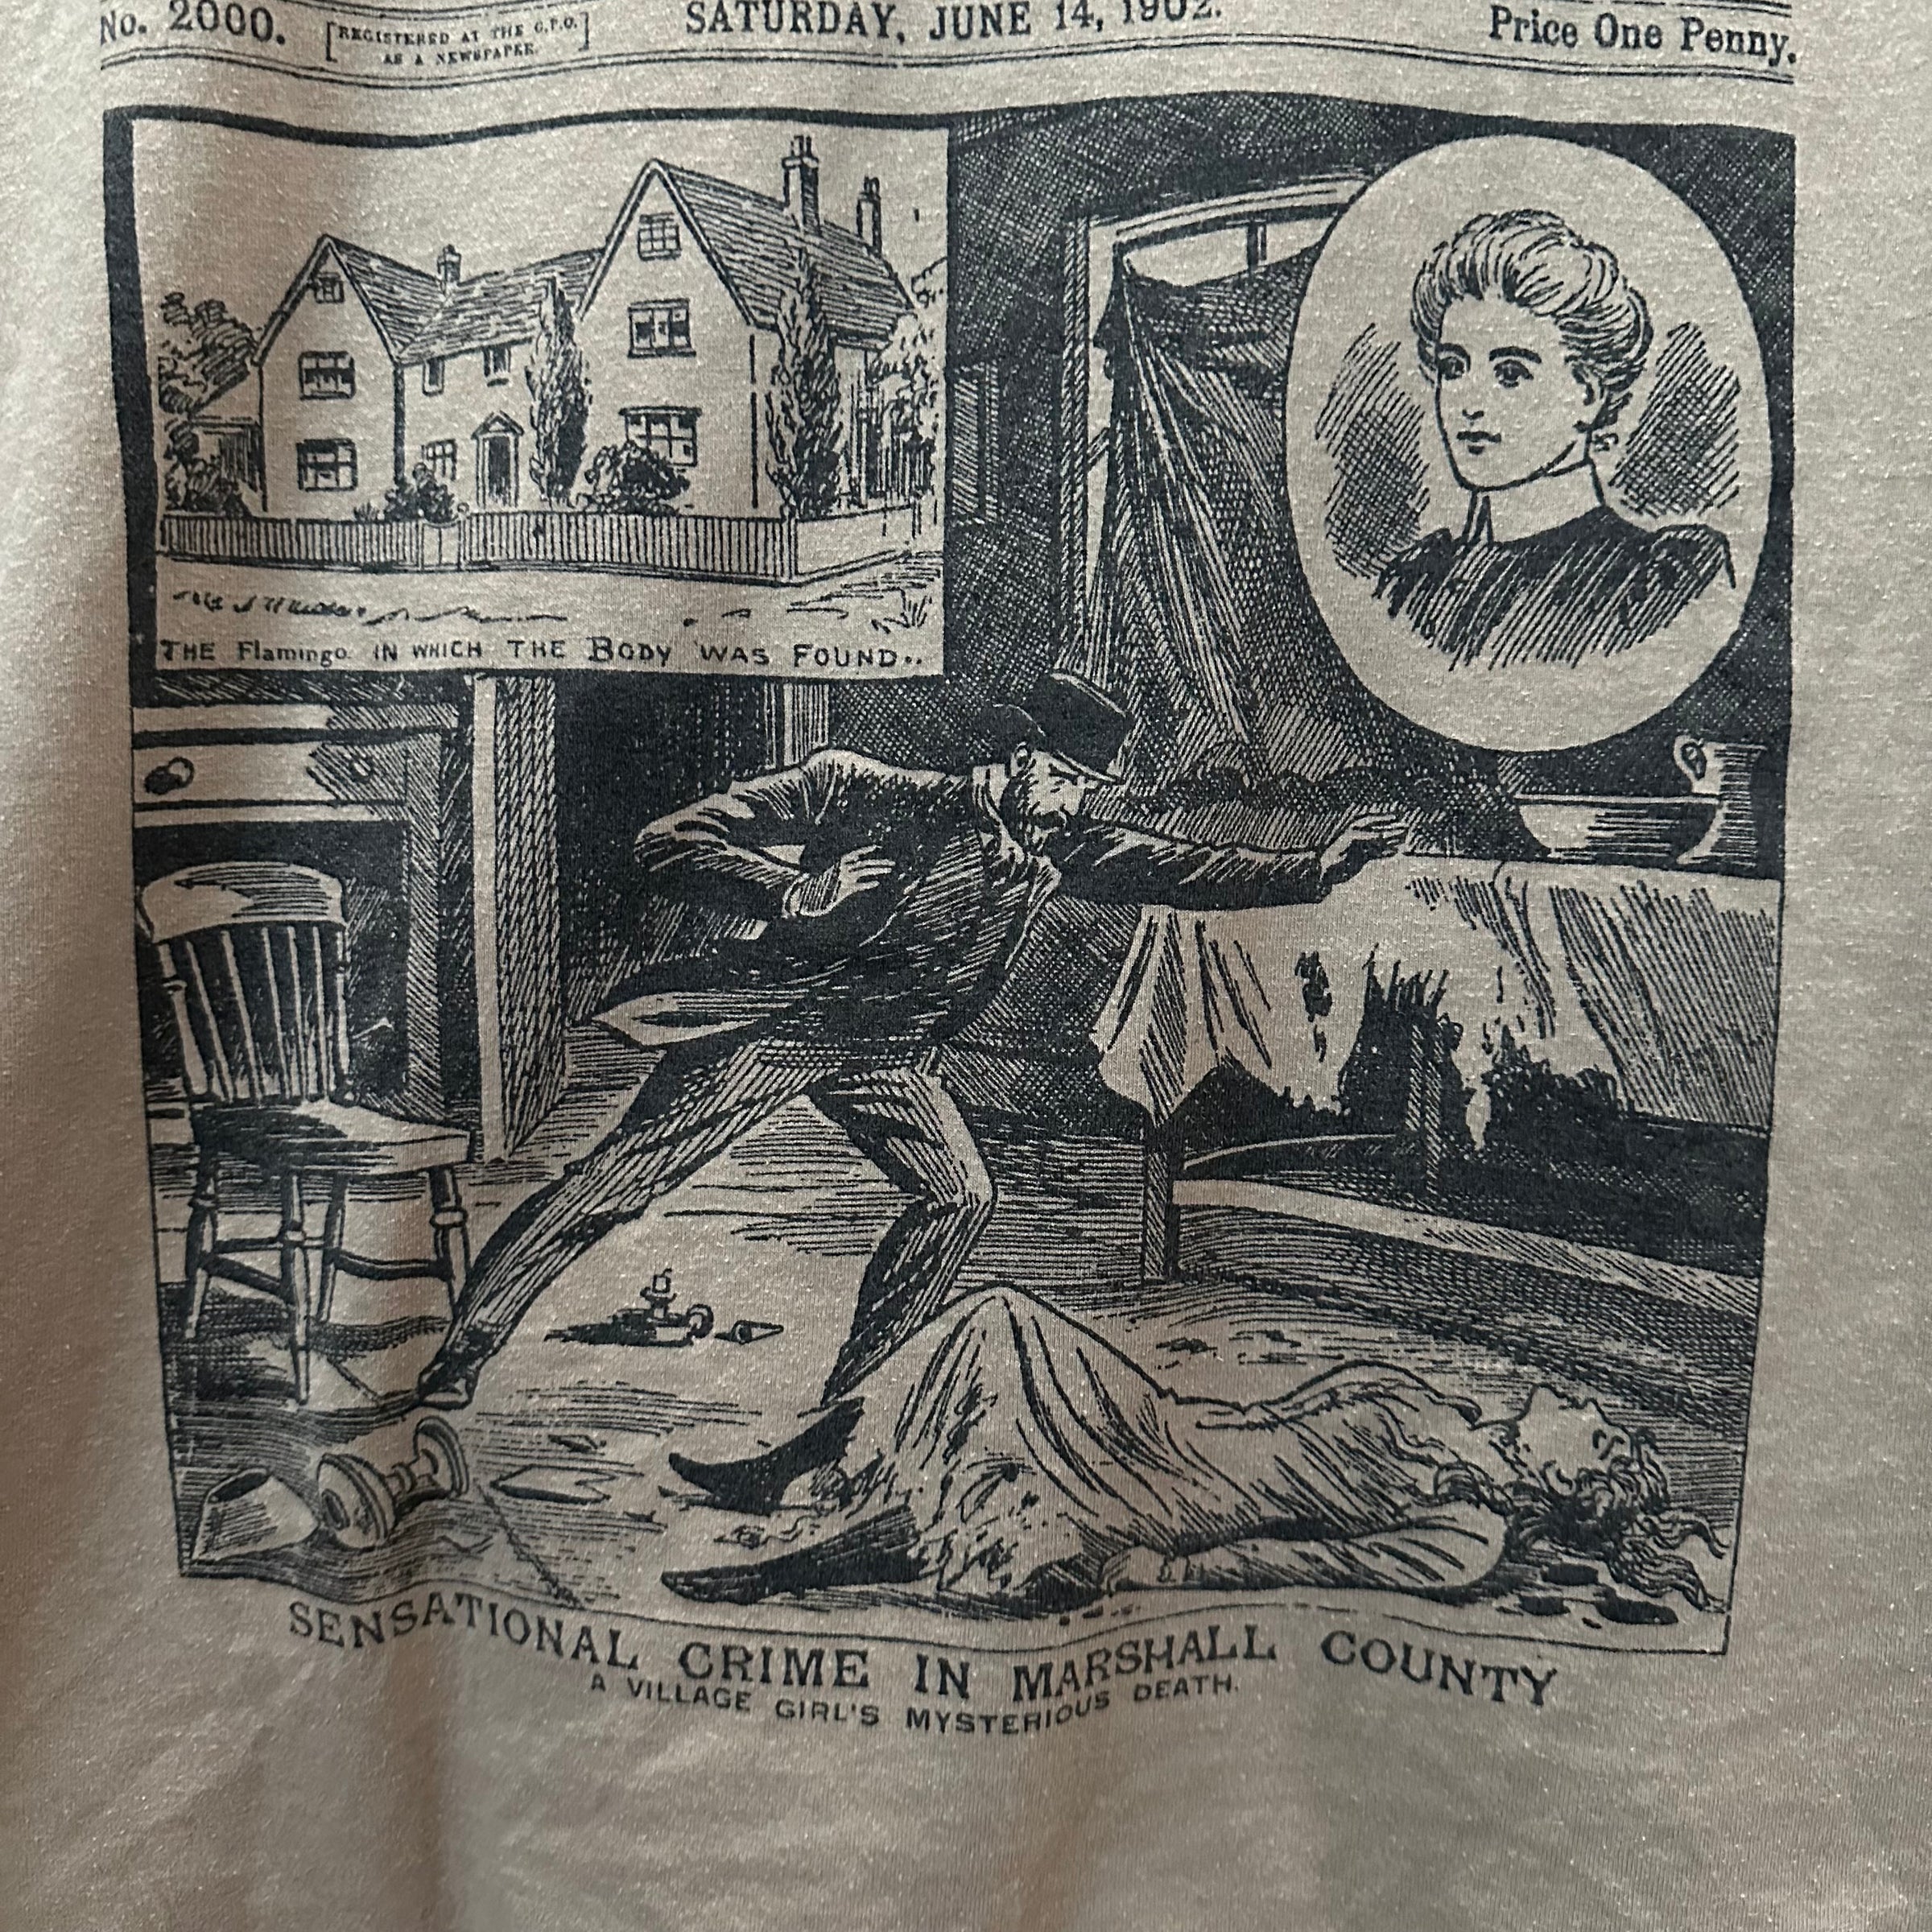 No. 2000.
[REGISTERED AT THE G.P.O.
AS A NEWSPAPER.]
SATURDAY, JUNE 14, 1902.
Price One Penny.
THE Flamingo IN WHICH THE BODY WAS FOUND..
SENSATIONAL CRIME IN MARSHALL COUNTY
A VILLAGE GIRL'S MYSTERIOUS DEATH.